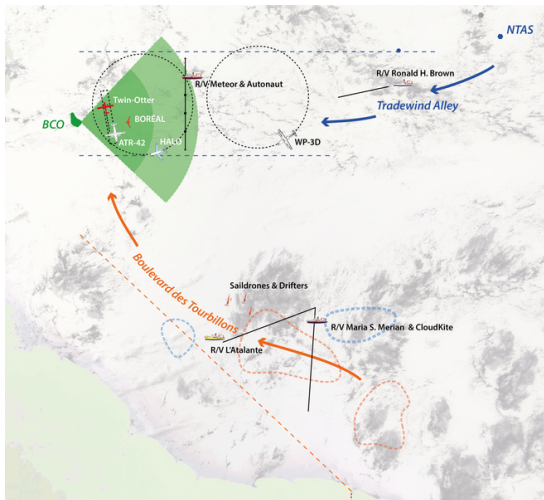 NTAS
R/V Ronald H. Brown
R/V Meteor & Autonaut
Tradewind Alley
Twin-Otter
BORÉAL
BCO
ATR-42
HALO
WP-3D
Boulevard des Tourbillons
Saildrones & Drifters
R/V Maria S. Merian & CloudKite
R/V L'Atalante